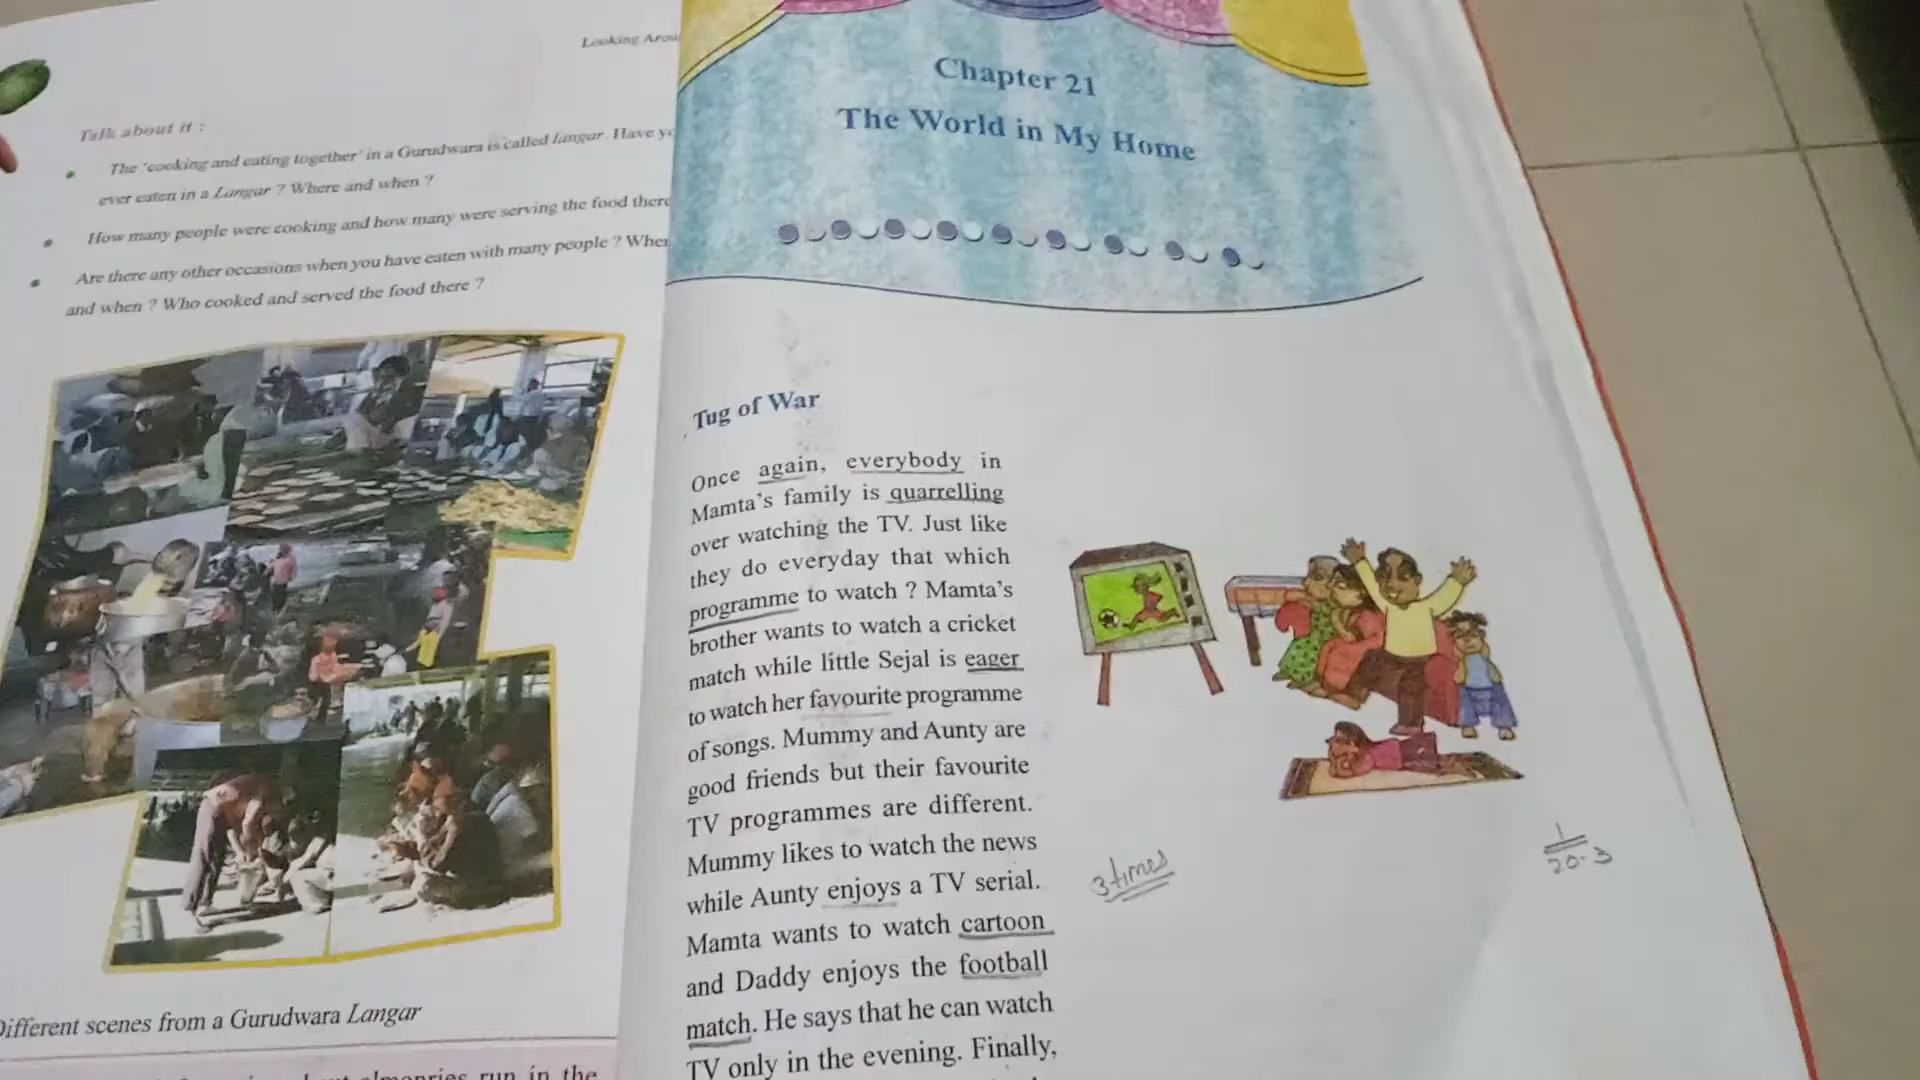 Looking
Talk about it :
The 'cooking and eating together' in a Gurudwara is called langar. Have
ever eaten in a Langar ? Where and when ?
How many people were cooking and how many were serving the food there
Are there any other occasions when you have eaten with many people ?
and when ? Who cooked and served the food there ?
Different scenes from a Gurudwara Langar
run in the
Chapter 21
The World in My Home
Tug of War
Once again, everybody in
Mamta's family is quarrelling
over watching the TV. Just like
they do everyday that which
programme to watch ? Mamta's
brother wants to watch a cricket
match while little Sejal is eager
to watch her favourite programme
of songs. Mummy and Aunty are
good friends but their favourite
TV programmes are different.
Mummy likes to watch the news
while Aunty enjoys a TV serial.
Mamta wants to watch cartoon
and Daddy enjoys the football
match. He says that he can watch
TV only in the evening. Finally,
3 times
1
20.3